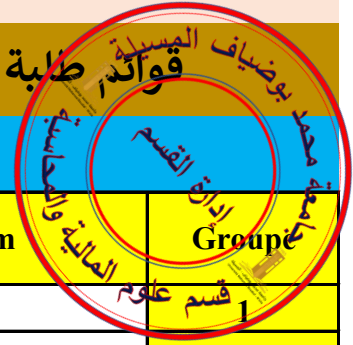 قوائم طلبة
جامعة محمد بوضياف المسيلة
إدارة القسم
قسم علوم المالية والمحاسبة
m Groupe
1